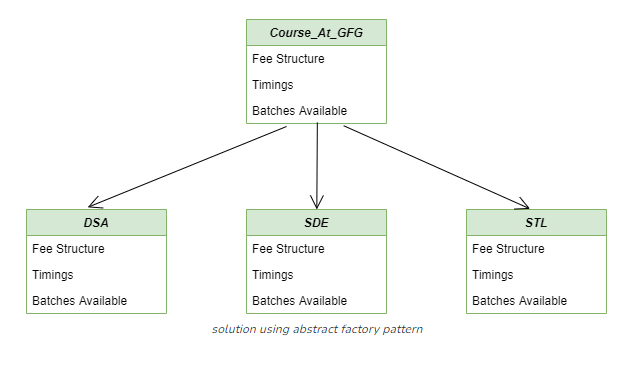 Course_At_GFG
Fee Structure
Timings
Batches Available
DSA
Fee Structure
Timings
Batches Available
SDE
Fee Structure
Timings
Batches Available
STL
Fee Structure
Timings
Batches Available
solution using abstract factory pattern